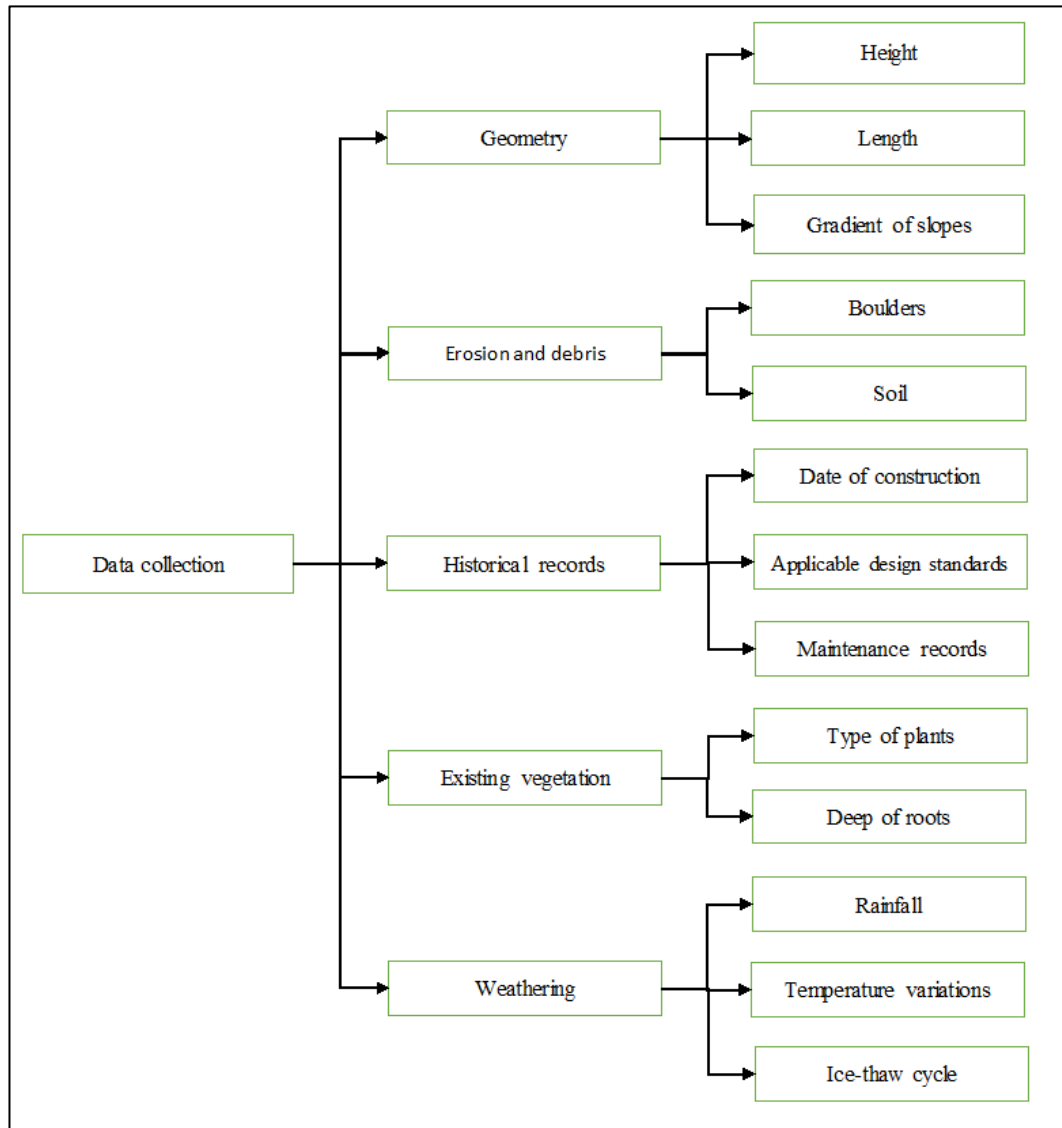 Data collection
Geometry
Height
Length
Gradient of slopes
Erosion and debris
Boulders
Soil
Historical records
Date of construction
Applicable design standards
Maintenance records
Existing vegetation
Type of plants
Deep of roots
Weathering
Rainfall
Temperature variations
Ice-thaw cycle